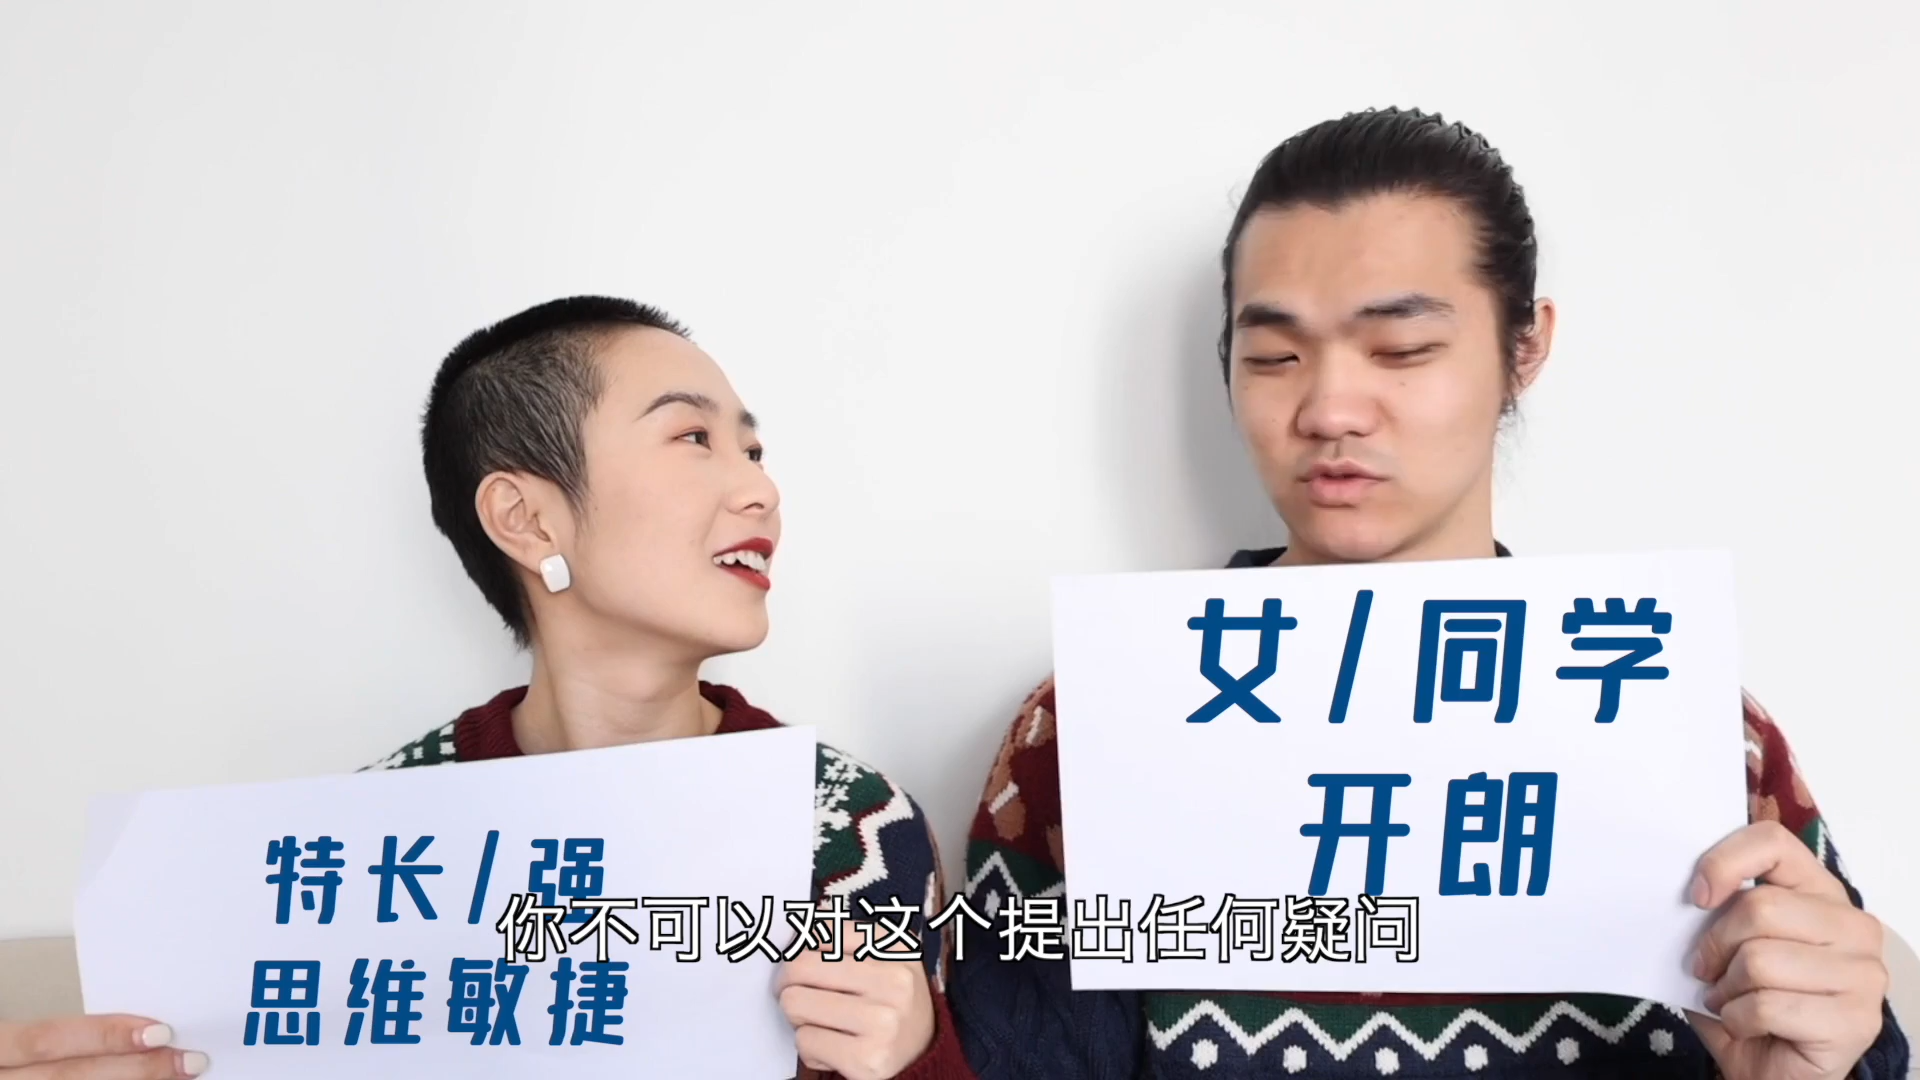 女/同学
开朗
特长/强
思维敏捷
你不可以对这个提出任何疑问